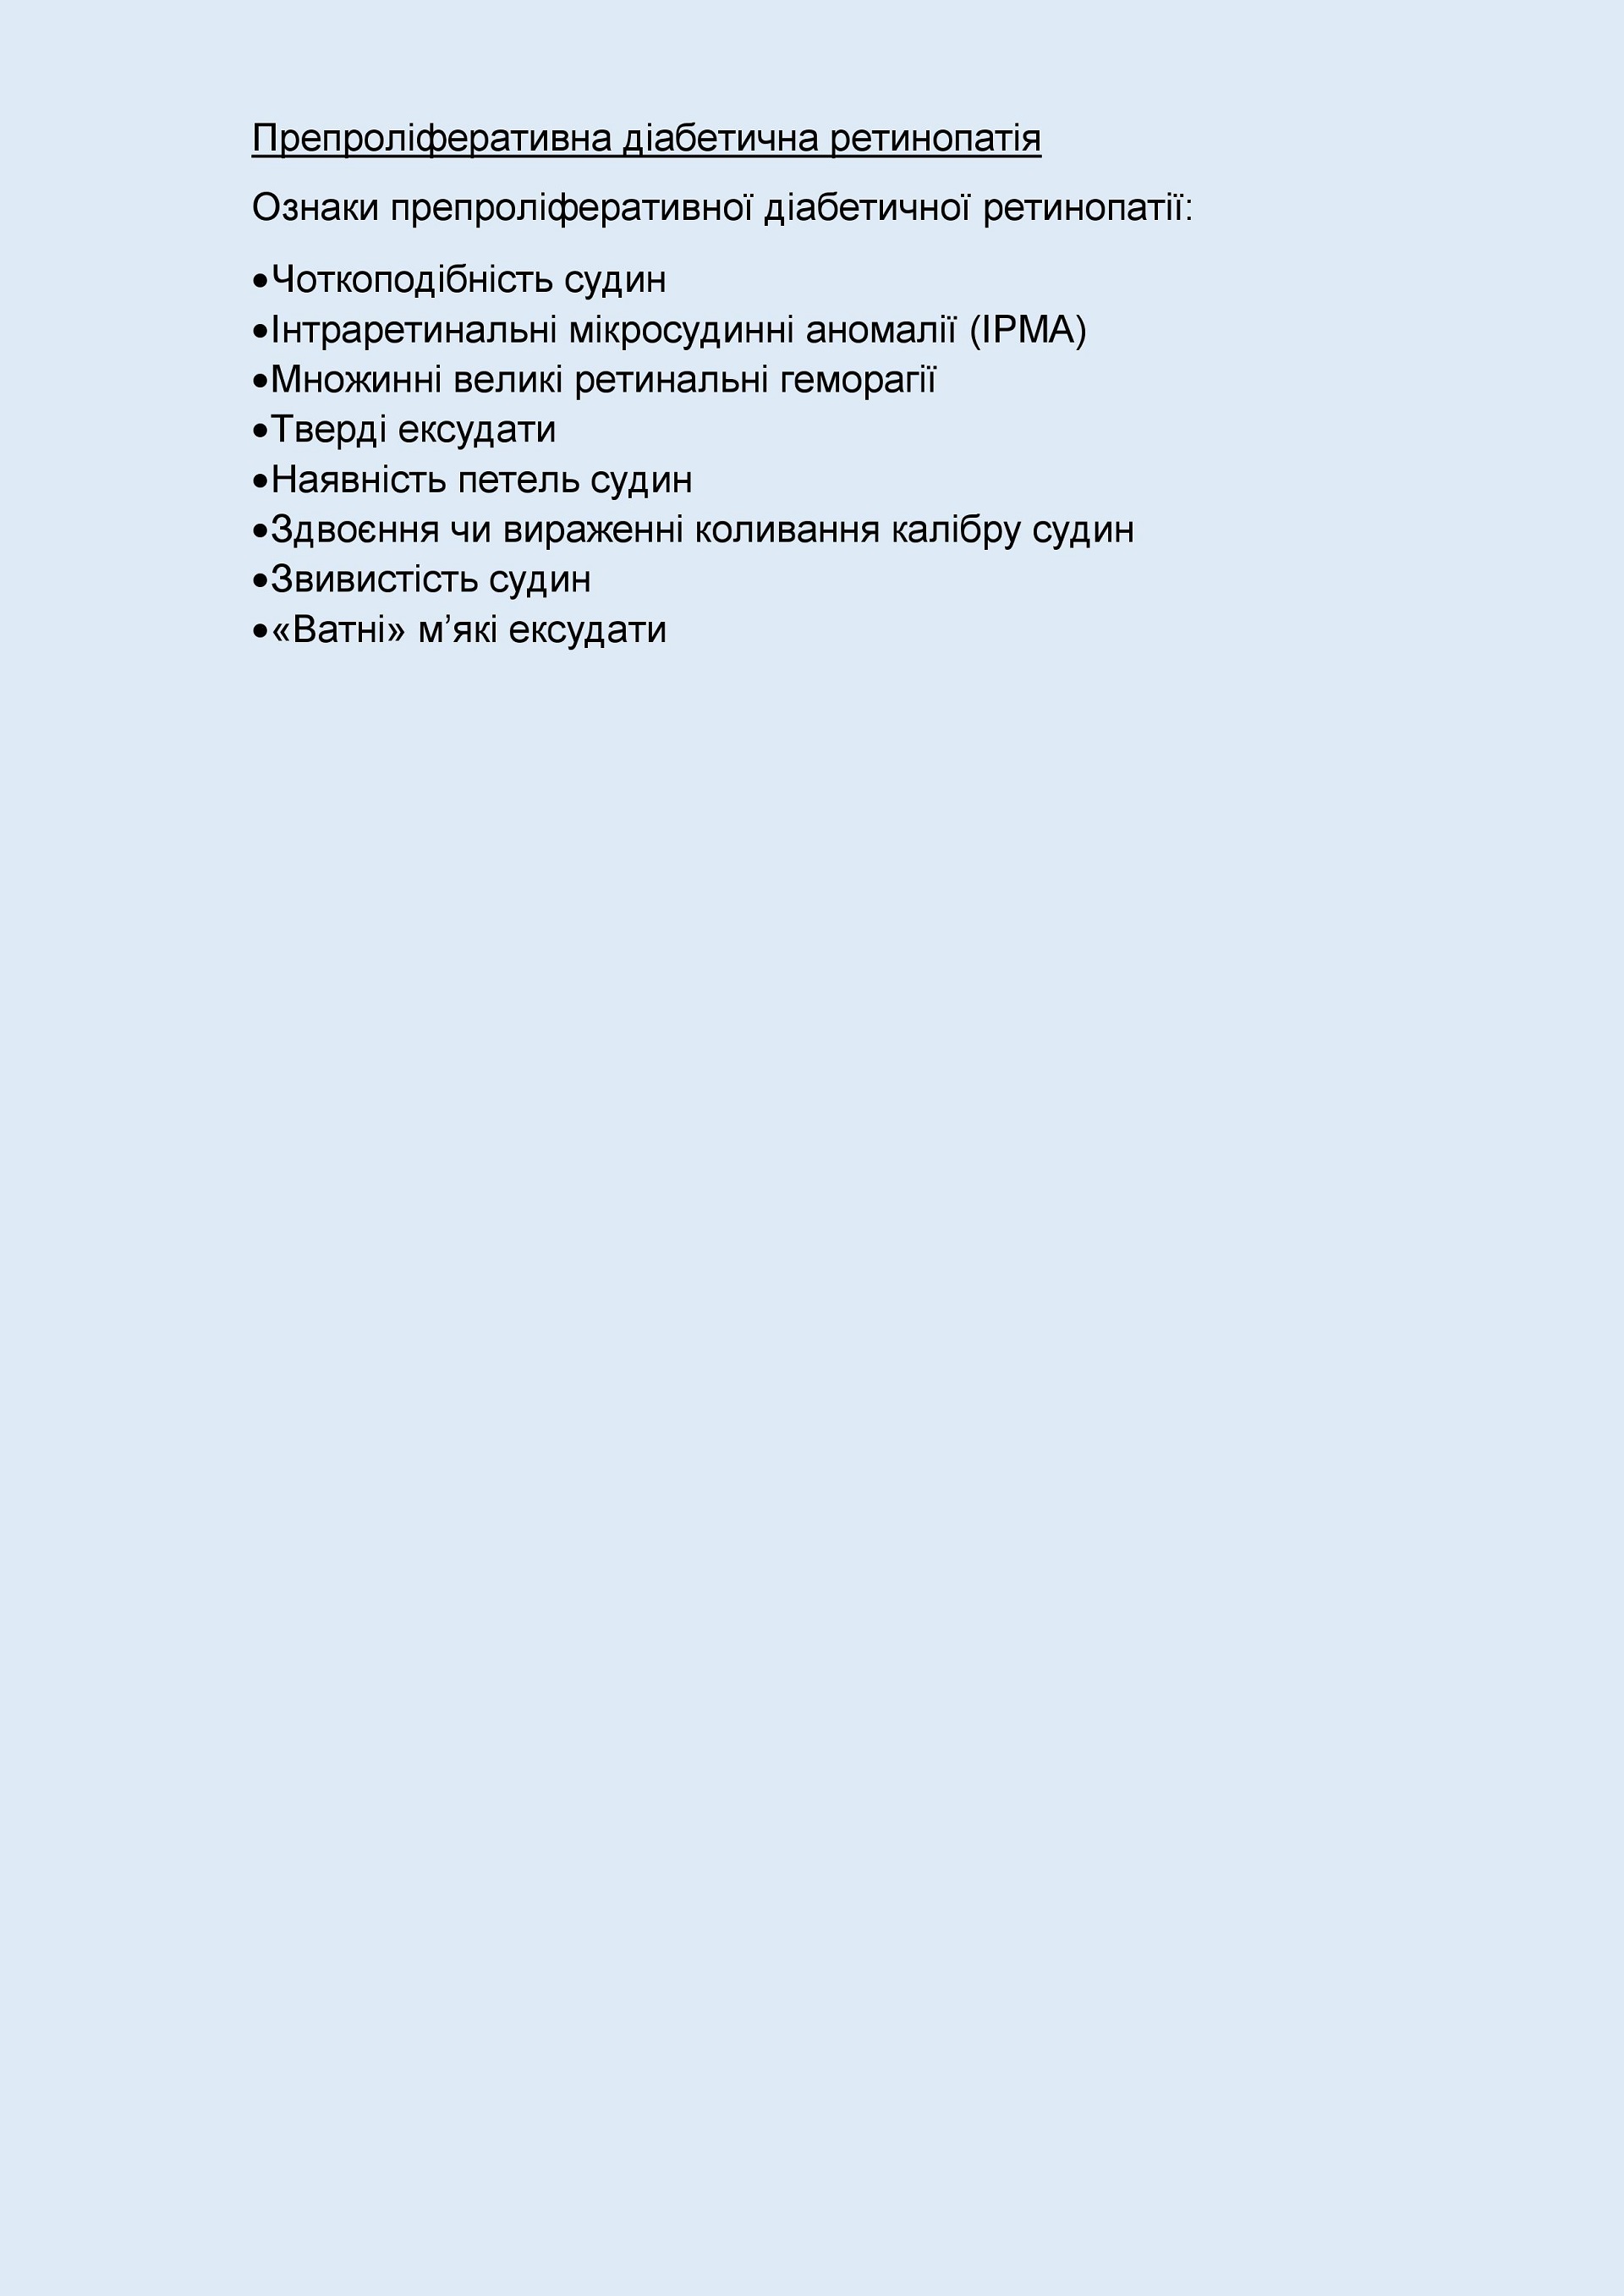 Препроліферативна діабетична ретинопатія
Ознаки препроліферативної діабетичної ретинопатії:
•Чоткоподібність судин
•Інтраретинальні мікросудинні аномалії (ІРМА)
•Множинні великі ретинальні геморагії
•Тверді ексудати
•Наявність петель судин
•Здвоєння чи вираженні коливання калібру судин
•Звивистість судин
•«Ватні» м’які ексудати